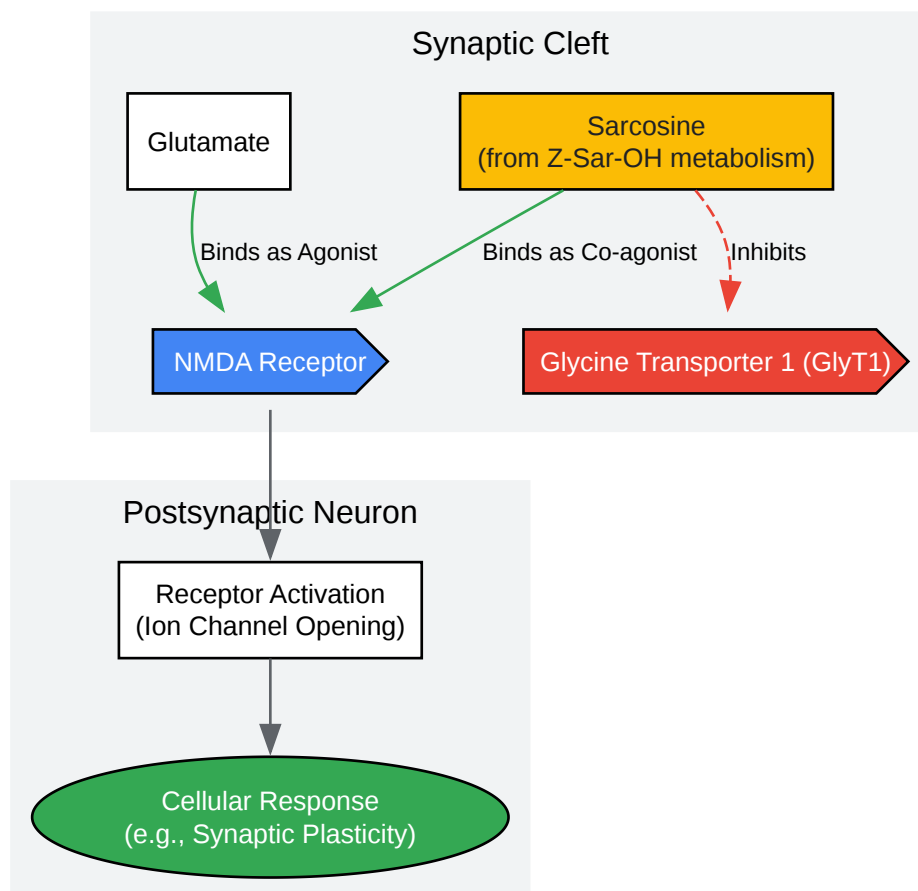 Synaptic Cleft
Glutamate
Sarcosine
(from Z-Sar-OH metabolism)
Binds as Agonist
Binds as Co-agonist
Inhibits
NMDA Receptor
Glycine Transporter 1 (GlyT1)
Postsynaptic Neuron
Receptor Activation
(Ion Channel Opening)
Cellular Response
(e.g., Synaptic Plasticity)